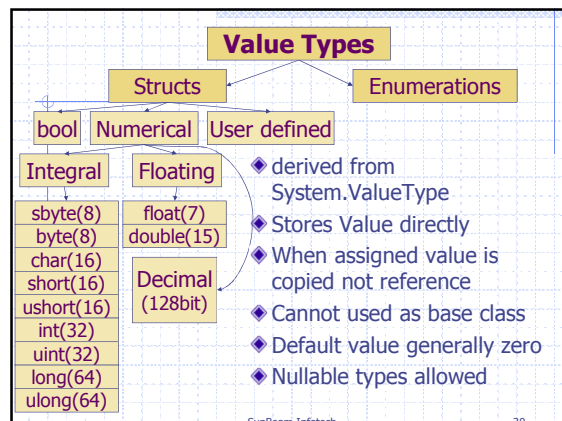 Value Types
Structs
Enumerations
bool
Numerical
User defined
Integral
Floating
sbyte(8)
byte(8)
char(16)
short(16)
ushort(16)
int(32)
uint(32)
long(64)
ulong(64)
float(7)
double(15)
Decimal
(128bit)
derived from
System.ValueType
Stores Value directly
When assigned value is
copied not reference
Cannot used as base class
Default value generally zero
Nullable types allowed